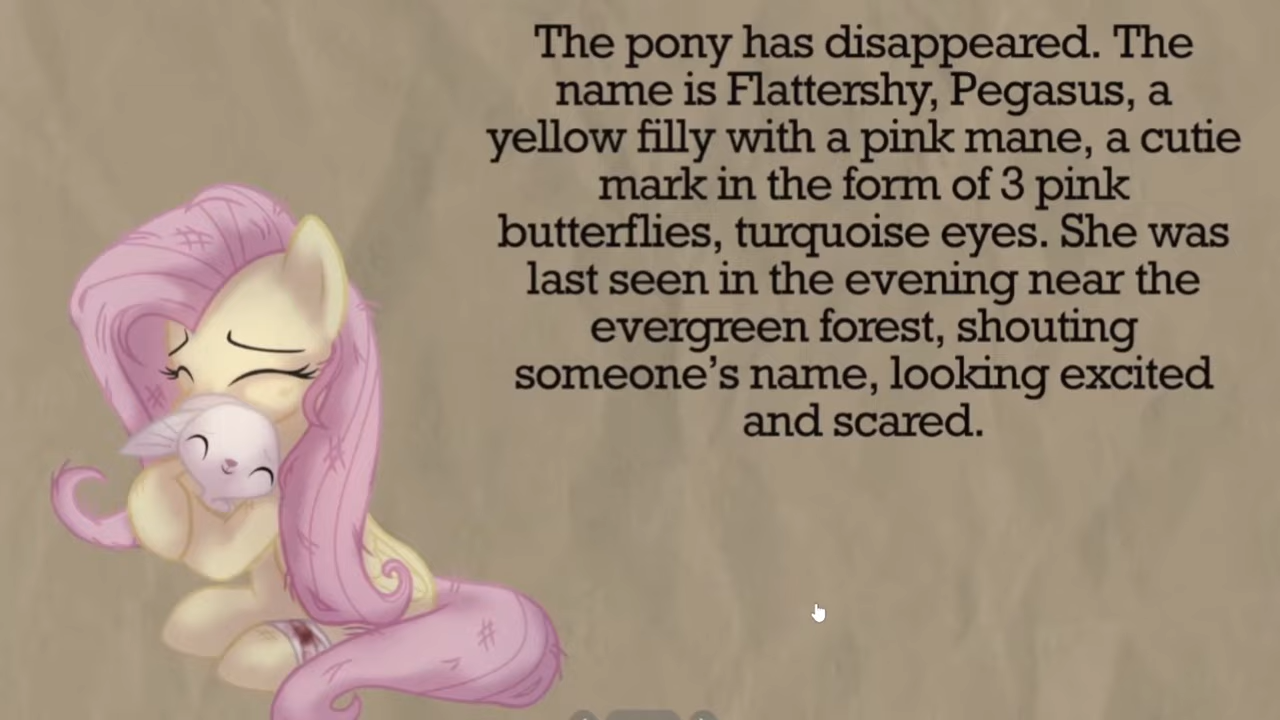 The pony has disappeared. The
name is Flattershy, Pegasus, a
yellow filly with a pink mane, a cutie
mark in the form of 3 pink
butterflies, turquoise eyes. She was
last seen in the evening near the
evergreen forest, shouting
someone’s name, looking excited
and scared.